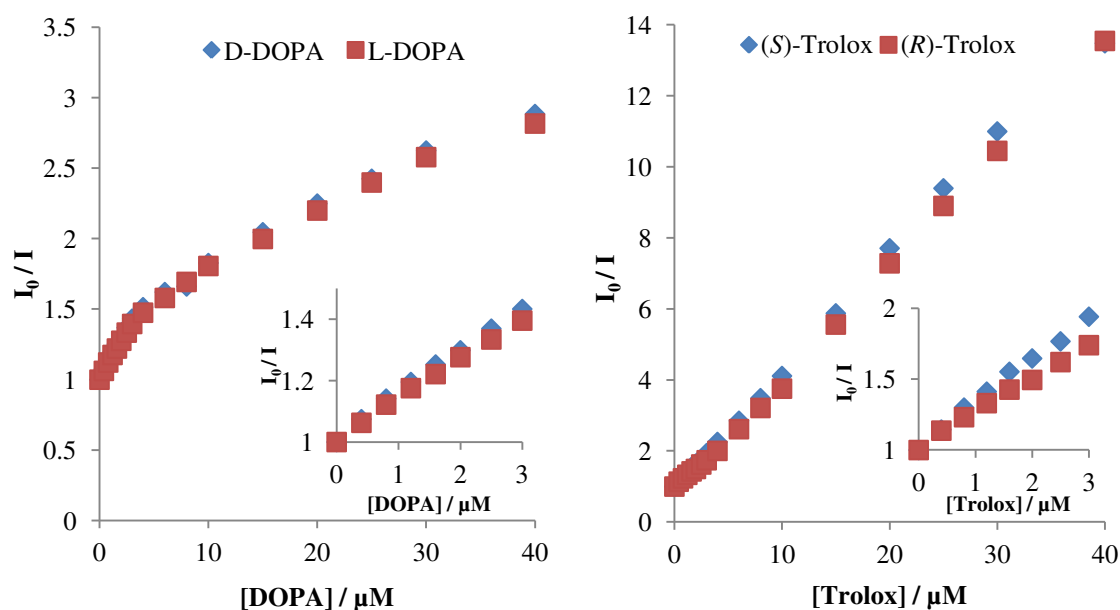 3.5
3
2.5
2
1.5
1
0.5
0
I0 / I
D-DOPA L-DOPA
0 10 20 30 40
[DOPA] / µM
1.4
1.2
1
I0 / I
0 1 2 3
[DOPA] / µM
14
12
10
8
6
4
2
0
I0 / I
(S)-Trolox (R)-Trolox
0 10 20 30 40
[Trolox] / µM
2
1.5
1
I0 / I
0 1 2 3
[Trolox] / µM